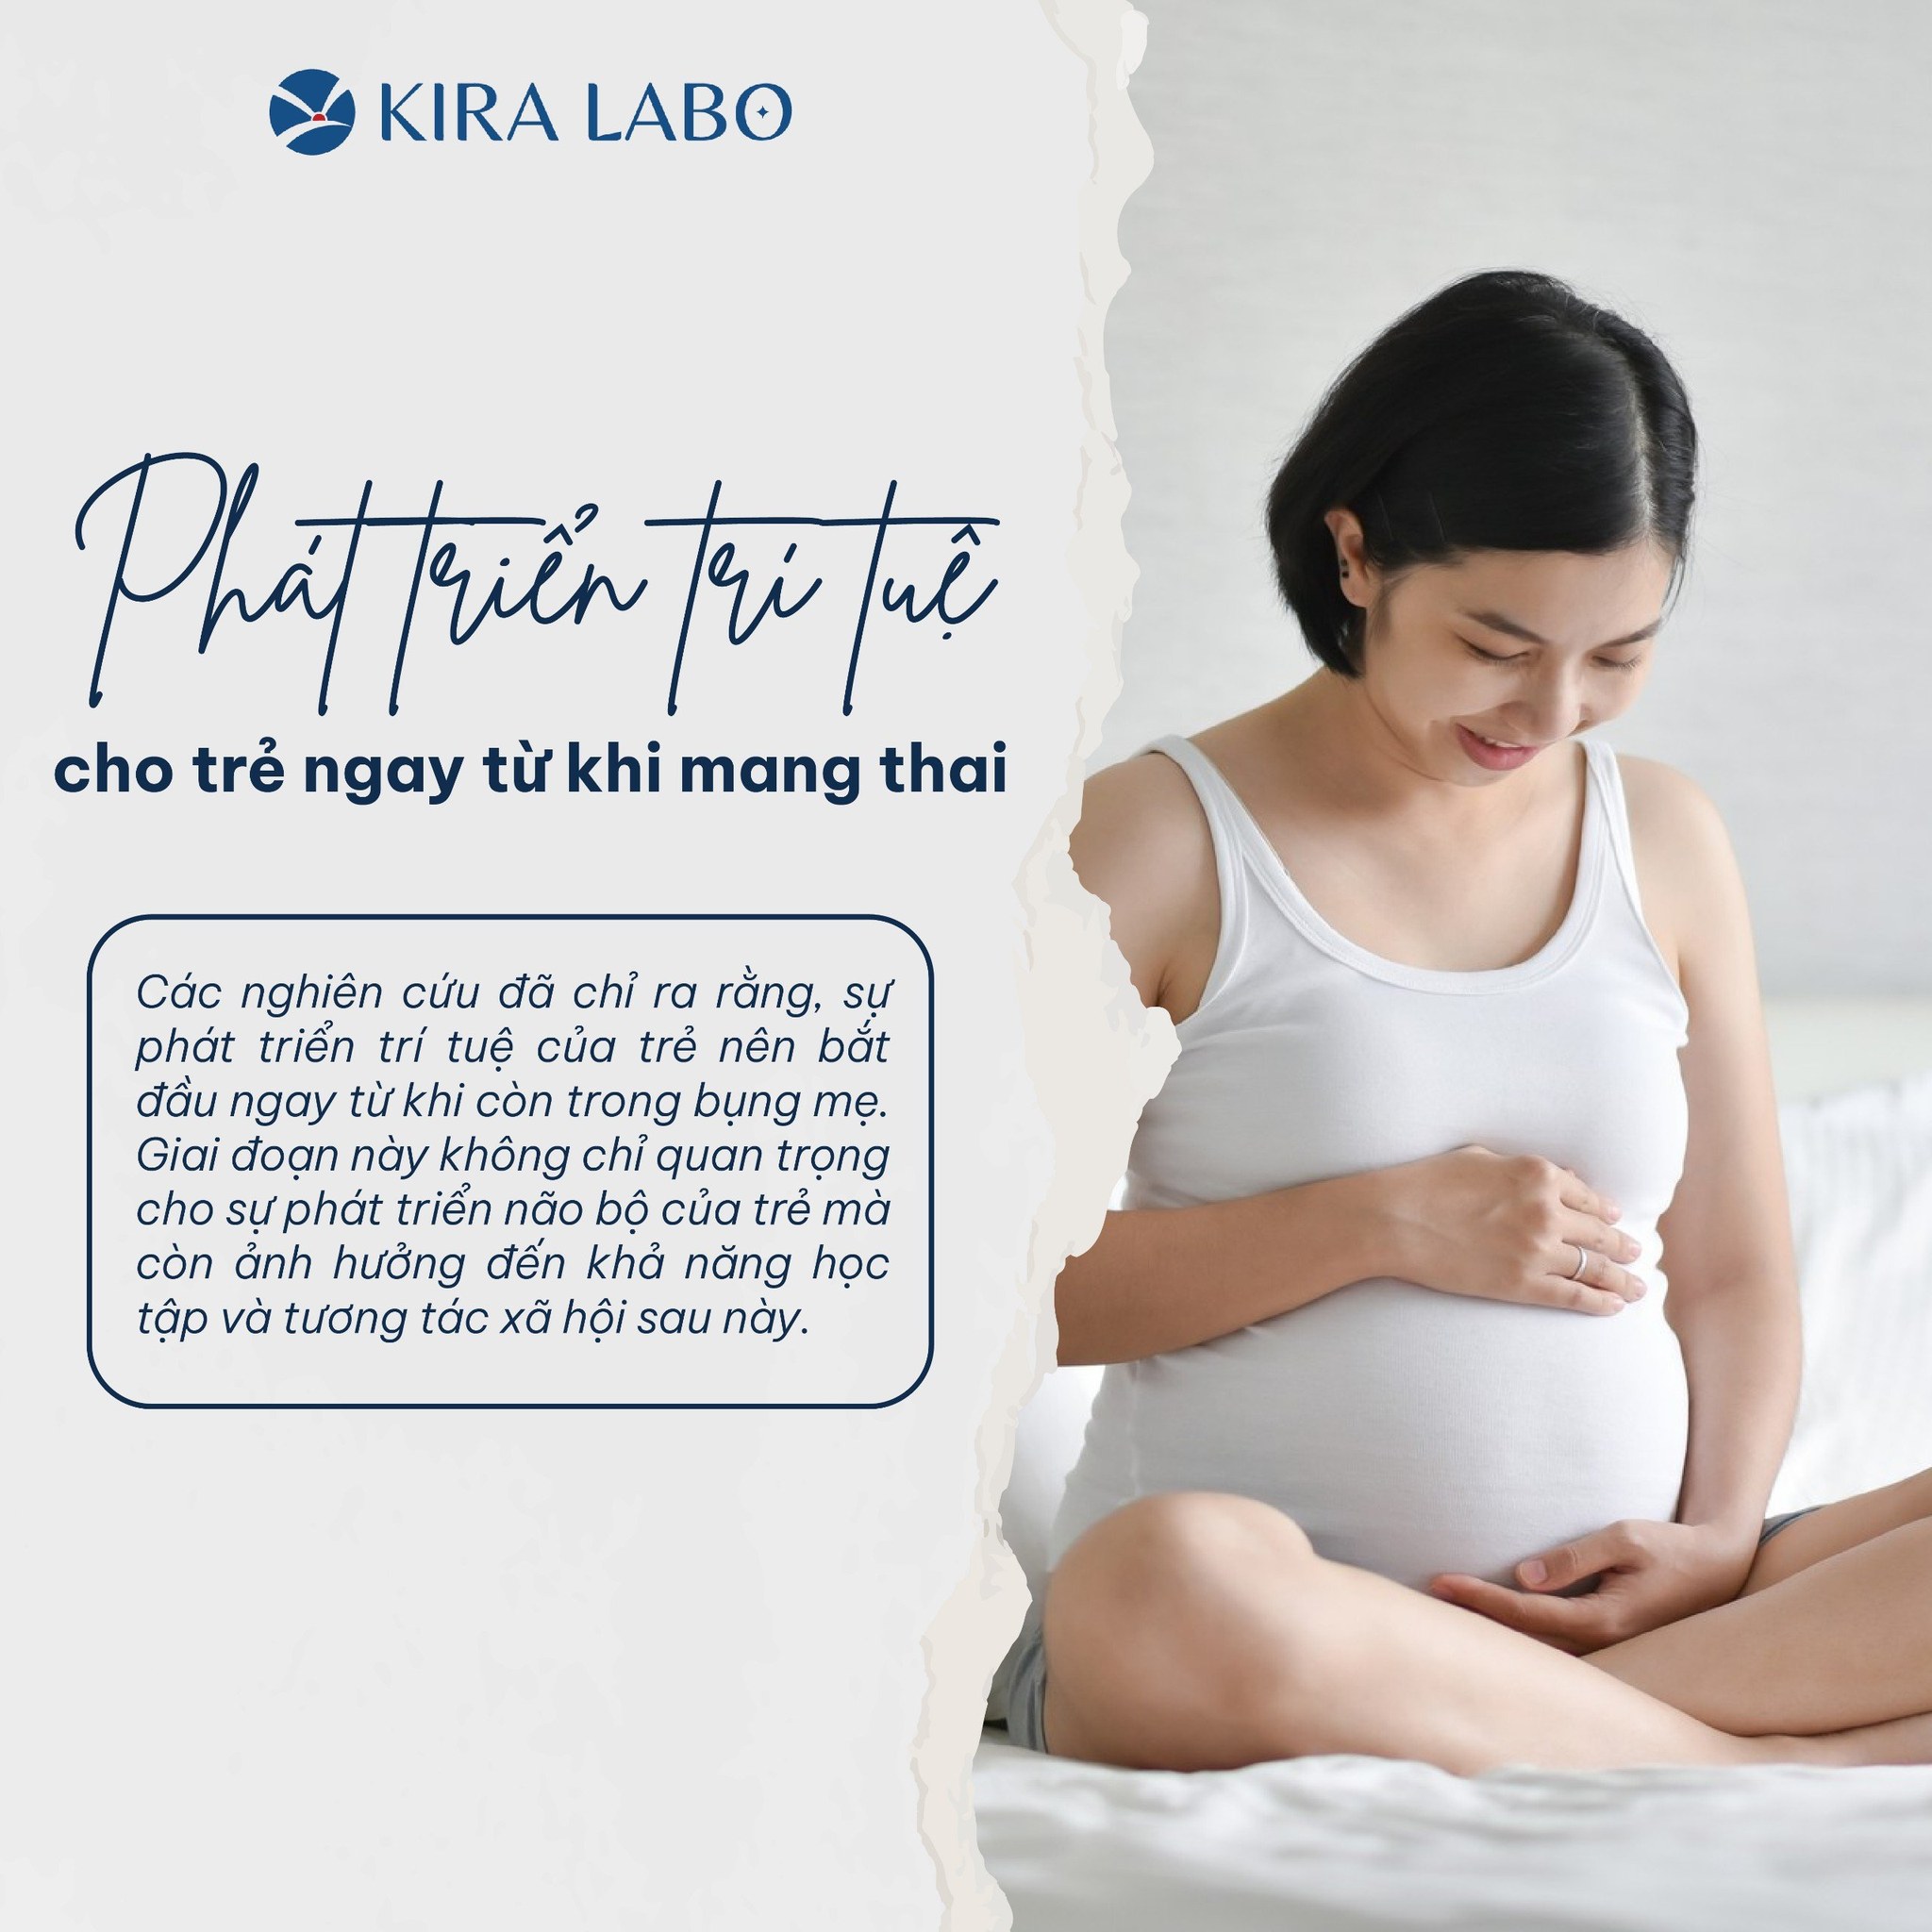 KIRA LABO
Phát triển trí tuệ
cho trẻ ngay từ khi mang thai
Các nghiên cứu đã chỉ ra rằng, sự
phát triển trí tuệ của trẻ nên bắt
đầu ngay từ khi còn trong bụng mẹ.
Giai đoạn này không chỉ quan trọng
cho sự phát triển não bộ của trẻ mà
còn ảnh hưởng đến khả năng học
tập và tương tác xã hội sau này.